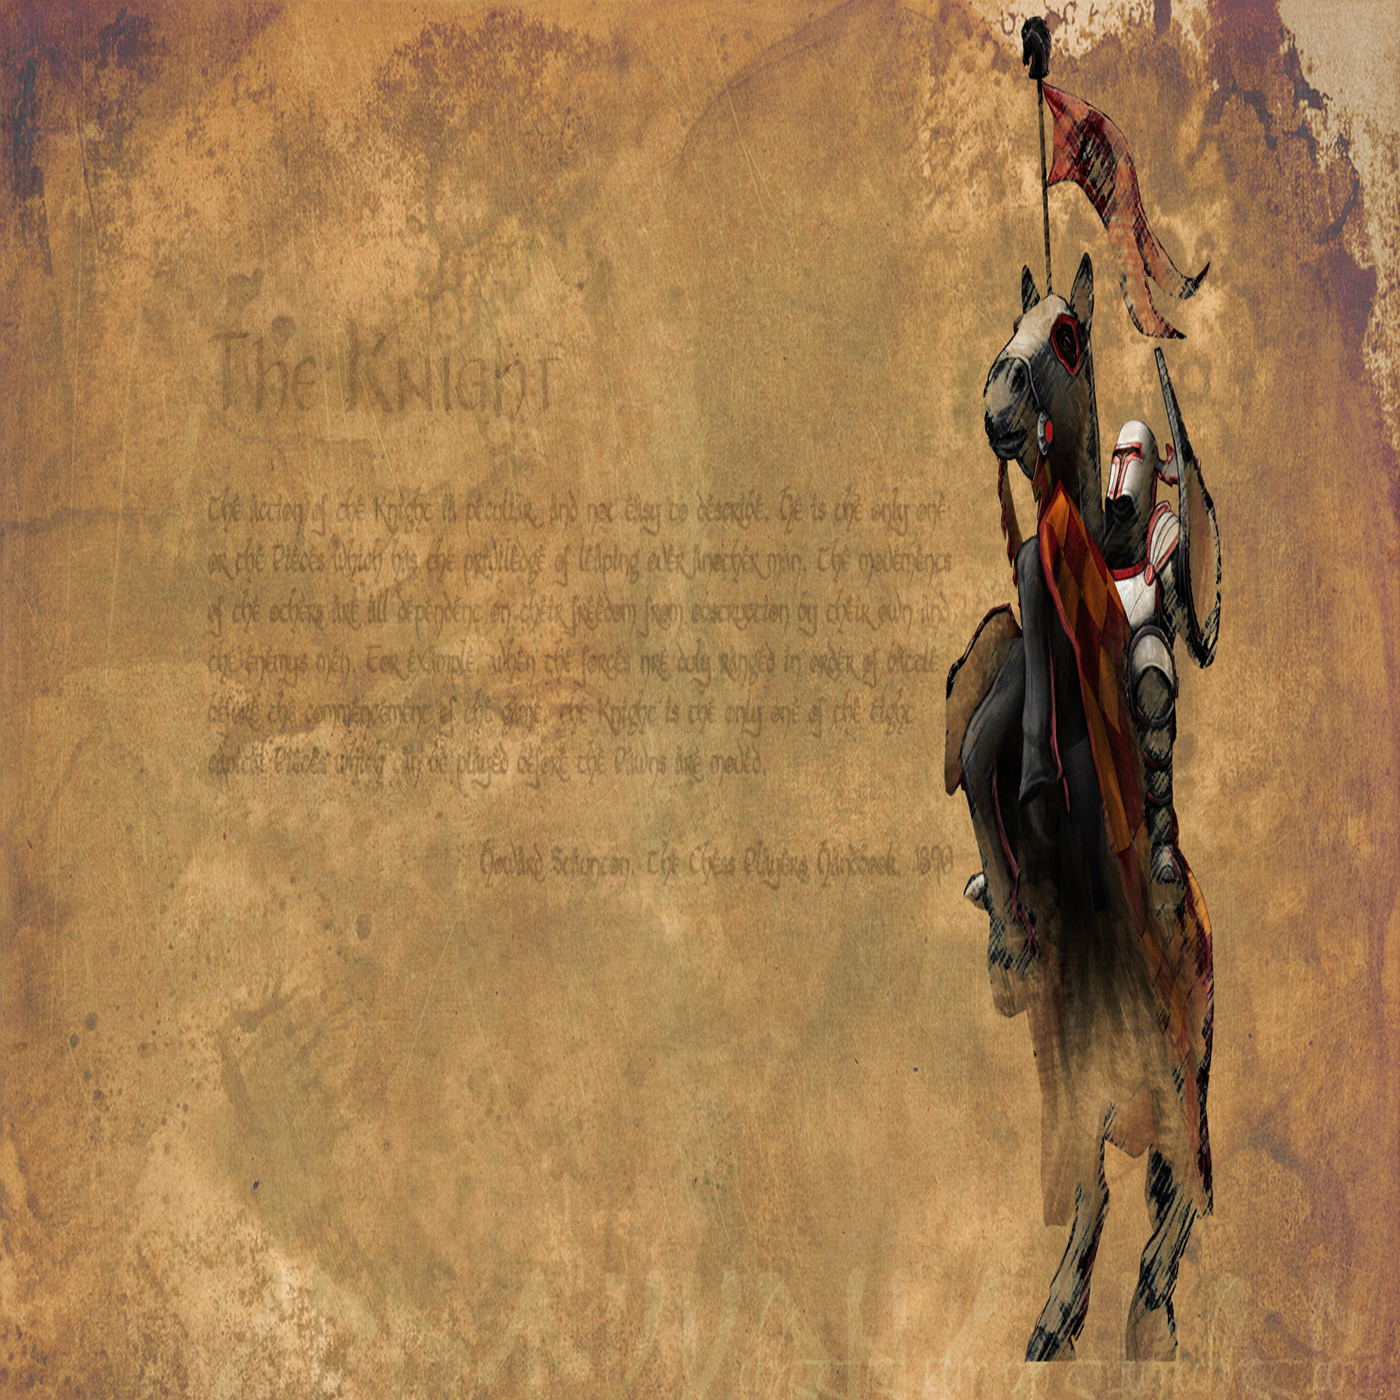 The Knight
The action of the Knight is peculiar, and not easy to describe. He is the only one
of the Pieces which has the privilege of leaping over another man. The movements
of the others are all dependent on their freedom from obstruction by their own and
the enemys men. For example, when the forces are duly ranged in order of battle
before the commencement of the game, the Knight is the only one of the eight
capital Pieces which can be played before the Pawns are moved.
Howard Staunton, The Chess Players Handbook, 1890